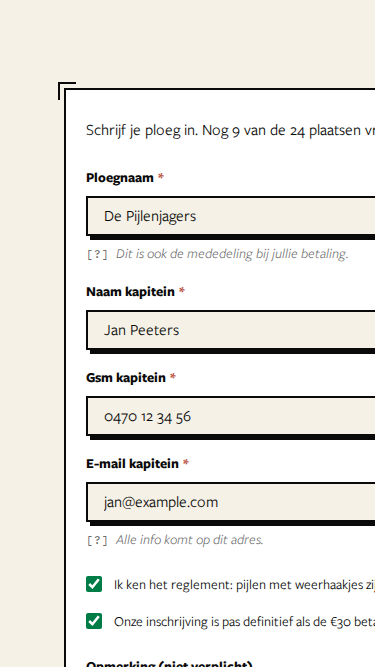 Schrijf je ploeg in. Nog 9 van de 24 plaatsen
Ploegnaam *
De Pijlenjagers
[?] Dit is ook de mededeling bij jullie betaling.
Naam kapitein *
Jan Peeters
Gsm kapitein *
0470 12 34 56
E-mail kapitein *
jan@example.com
[?] Alle info komt op dit adres.
Ik ken het reglement: pijlen met weerhaakjes
Onze inschrijving is pas definitief als de €30
Opmerking (niet verplicht)